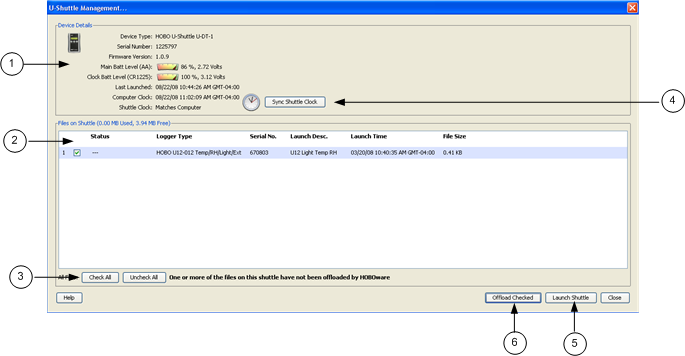 U-Shuttle Management...
Device Details
Device Type: HOBO U-Shuttle U-DT-1
Serial Number: 1225797
Firmware Version: 1.0.9
1
Main Batt Level (AA): 86 %, 2.72 Volts
Clock Batt Level (CR1225): 100 %, 3.12 Volts
Last Launched: 08/22/08 10:44:26 AM GMT-04:00
Computer Clock: 08/22/08 11:02:09 AM GMT-04:00
Sync Shuttle Clock
4
Shuttle Clock: Matches Computer
Files on Shuttle (0.00 MB Used, 3.94 MB Free)
2
Status Logger Type Serial No. Launch Desc. Launch Time File Size
1 --- HOBO U12-012 Temp/RH/Light/Ext 670803 U12 Light Temp RH 03/20/08 10:40:35 AM GMT-04:00 0.41 KB
3
All Check All Uncheck All One or more of the files on this shuttle have not been offloaded by HOBOware
Help Offload Checked Launch Shuttle Close
6 5